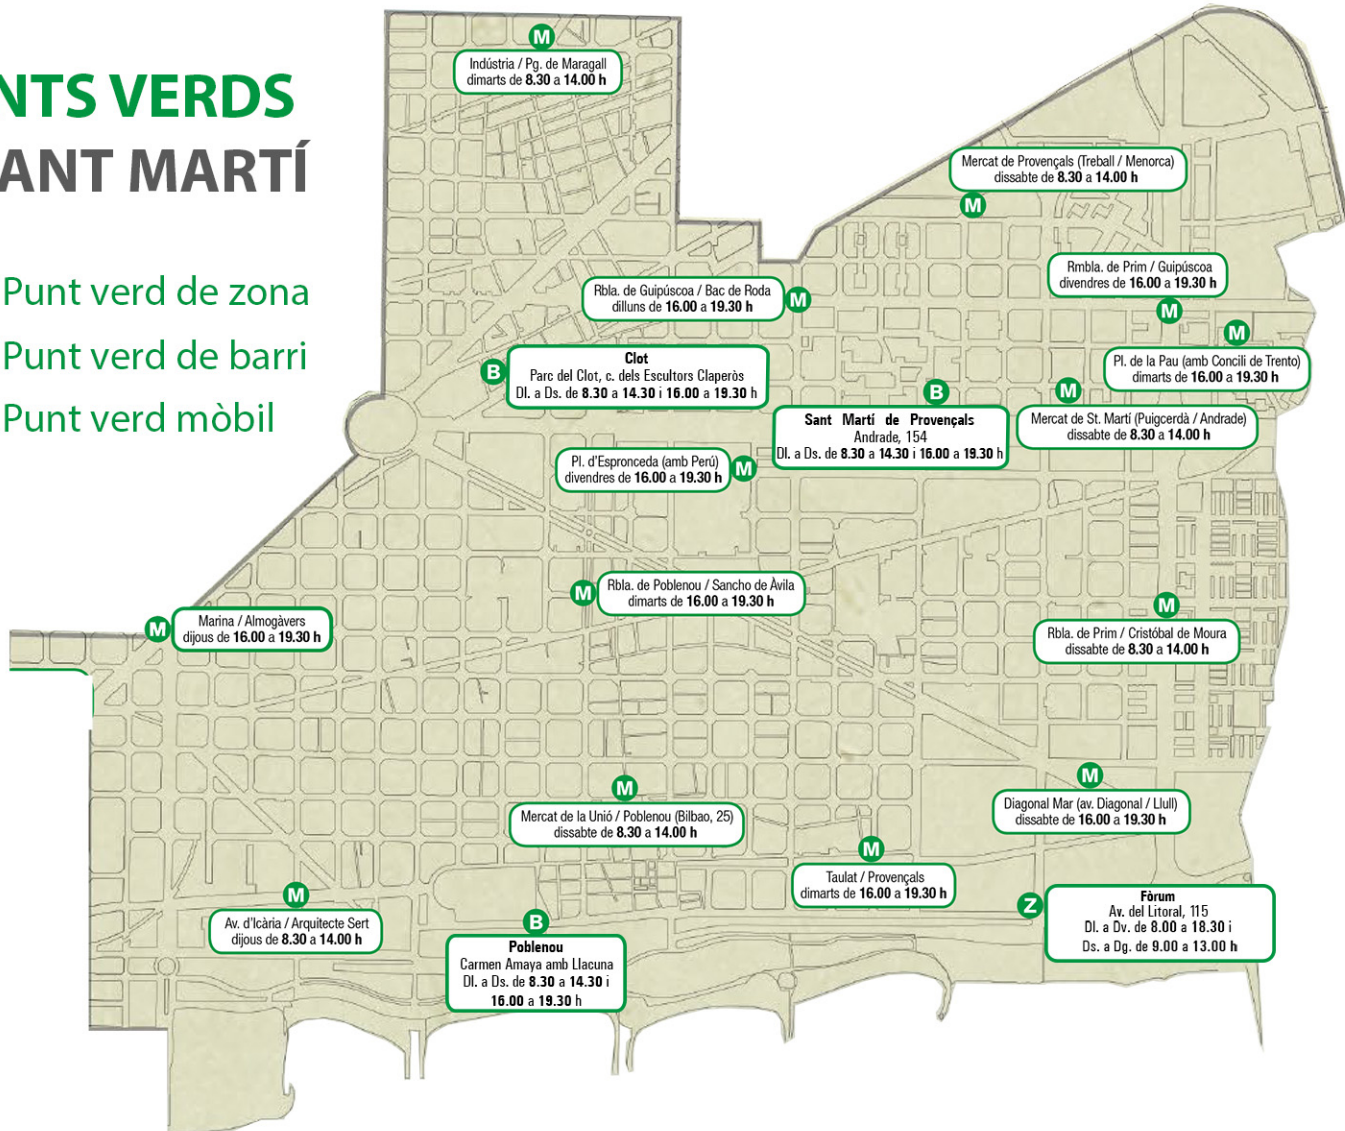 NTS VERDS
ANT MARTÍ
Punt verd de zona
Punt verd de barri
Punt verd mòbil
M
Indústria / Pg. de Maragall
dimarts de 8.30 a 14.00 h
Mercat de Provençals (Treball / Menorca)
dissabte de 8.30 a 14.00 h
M
Rmbla. de Prim / Guipúscoa
divendres de 16.00 a 19.30 h
M
Rbla. de Guipúscoa / Bac de Roda
dilluns de 16.00 a 19.30 h
M
M
Pl. de la Pau (amb Concili de Trento)
dimarts de 16.00 a 19.30 h
B
Clot
Parc del Clot, c. dels Escultors Claperòs
Dl. a Ds. de 8.30 a 14.30 i 16.00 a 19.30 h
B
Sant Martí de Provençals
Andrade, 154
Dl. a Ds. de 8.30 a 14.30 i 16.00 a 19.30 h
M
Mercat de St. Martí (Puigcerdà / Andrade)
dissabte de 8.30 a 14.00 h
Pl. d'Espronceda (amb Perú)
divendres de 16.00 a 19.30 h
M
M
Rbla. de Poblenou / Sancho de Àvila
dimarts de 16.00 a 19.30 h
M
Marina / Almogàvers
dijous de 16.00 a 19.30 h
M
Rbla. de Prim / Cristóbal de Moura
dissabte de 8.30 a 14.00 h
M
Mercat de la Unió / Poblenou (Bilbao, 25)
dissabte de 8.30 a 14.00 h
M
Diagonal Mar (av. Diagonal / Llull)
dissabte de 16.00 a 19.30 h
M
Taulat / Provençals
dimarts de 16.00 a 19.30 h
M
Av. d'Icària / Arquitecte Sert
dijous de 8.30 a 14.00 h
B
Poblenou
Carmen Amaya amb Llacuna
Dl. a Ds. de 8.30 a 14.30 i
16.00 a 19.30 h
Z
Fòrum
Av. del Litoral, 115
Dl. a Dv. de 8.00 a 18.30 i
Ds. a Dg. de 9.00 a 13.00 h